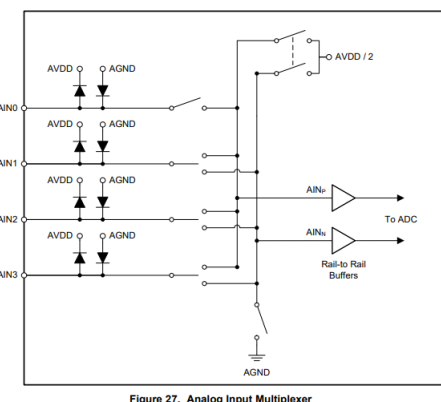 AVDD / 2
AVDD AGND
AIN0
AVDD AGND
AIN1
AVDD AGND
AIN2
AVDD AGND
AIN3
AINP
To ADC
AINN
Rail-to Rail
Buffers
AGND
Figure 27. Analog Input Multiplexer